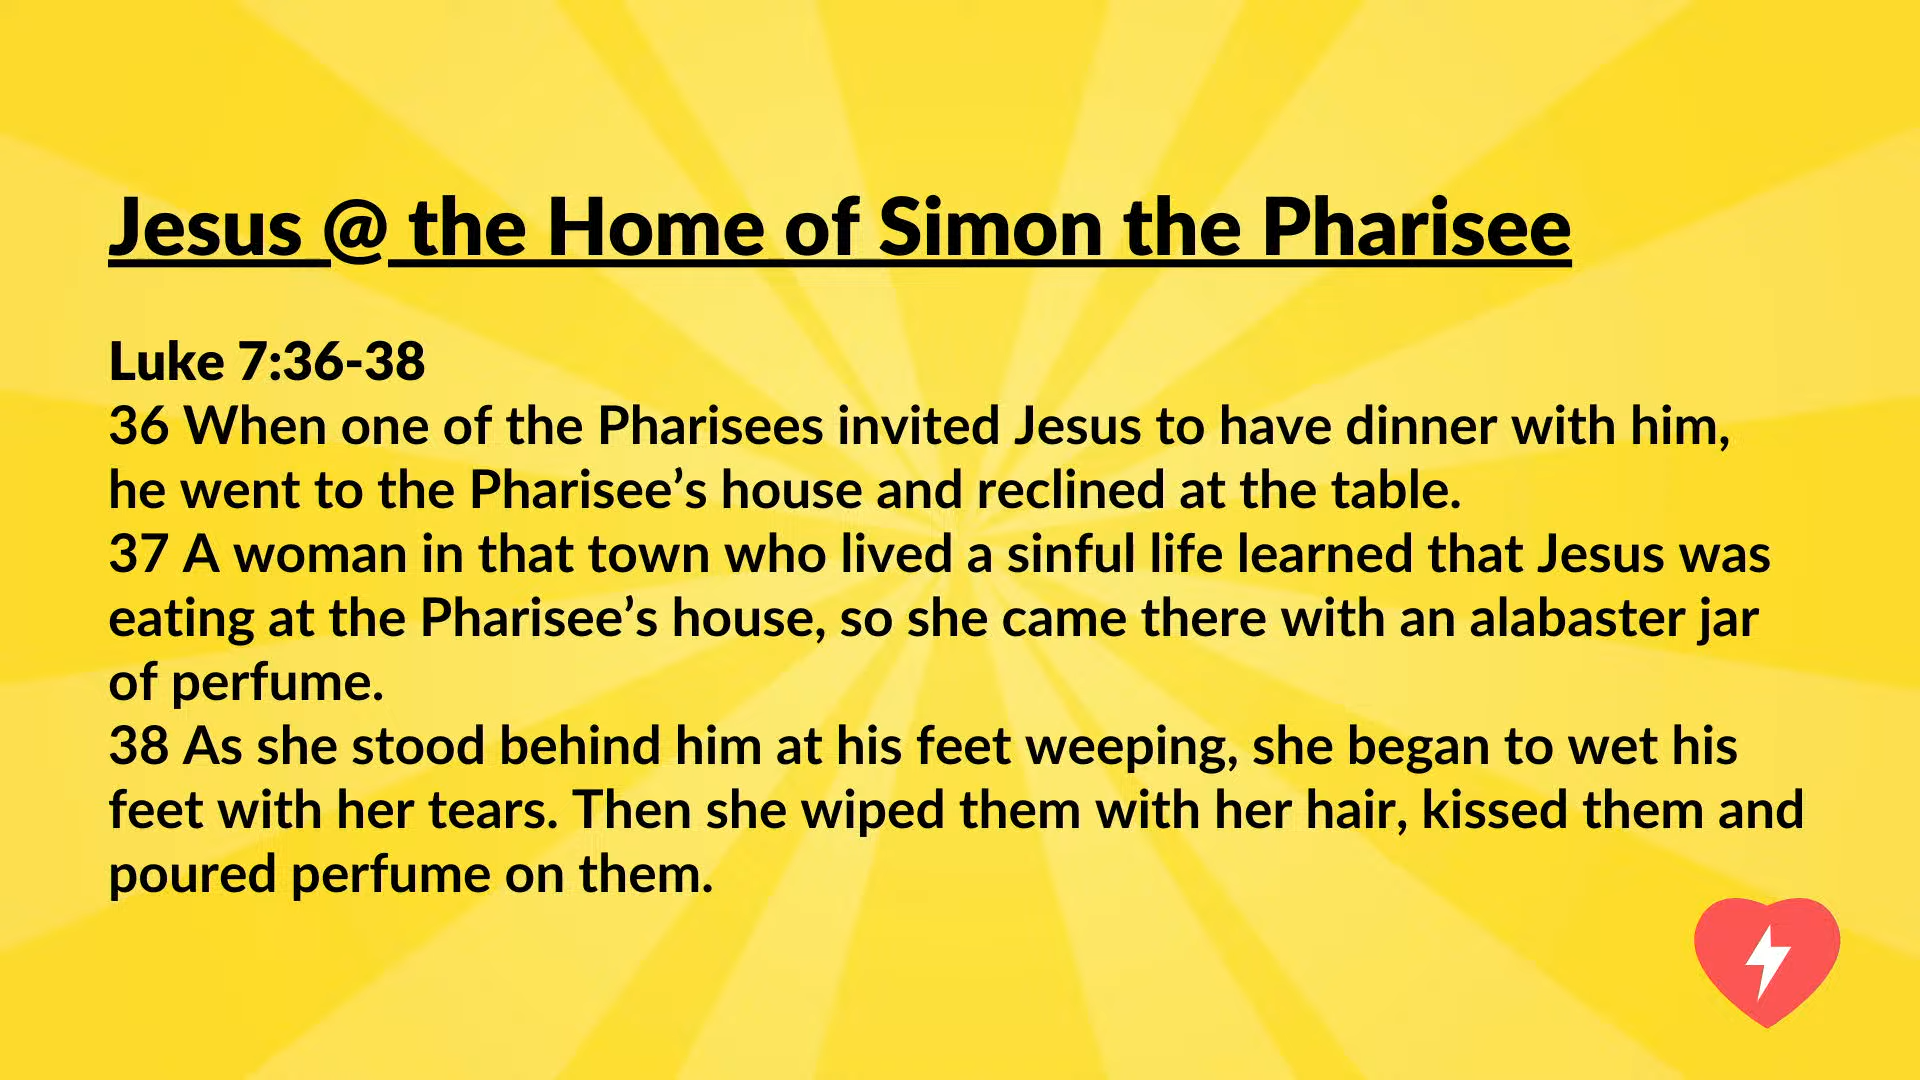 Jesus @ the Home of Simon the Pharisee
Luke 7:36-38
36 When one of the Pharisees invited Jesus to have dinner with him,
he went to the Pharisee’s house and reclined at the table.
37 A woman in that town who lived a sinful life learned that Jesus was
eating at the Pharisee’s house, so she came there with an alabaster jar
of perfume.
38 As she stood behind him at his feet weeping, she began to wet his
feet with her tears. Then she wiped them with her hair, kissed them and
poured perfume on them.